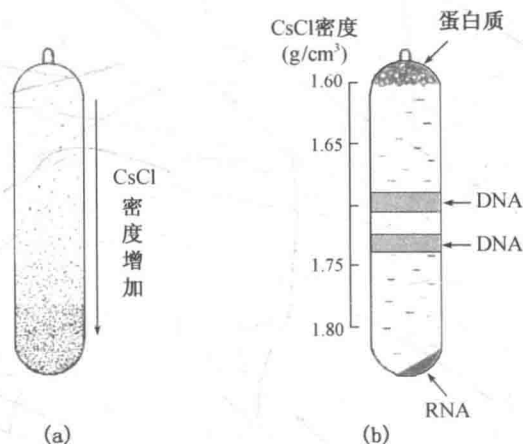 CsCl密度
(g/cm³)
蛋白质
1.60
1.65
DNA
DNA
1.75
1.80
RNA
CsCl
密
度
增
加
(a)
(b)